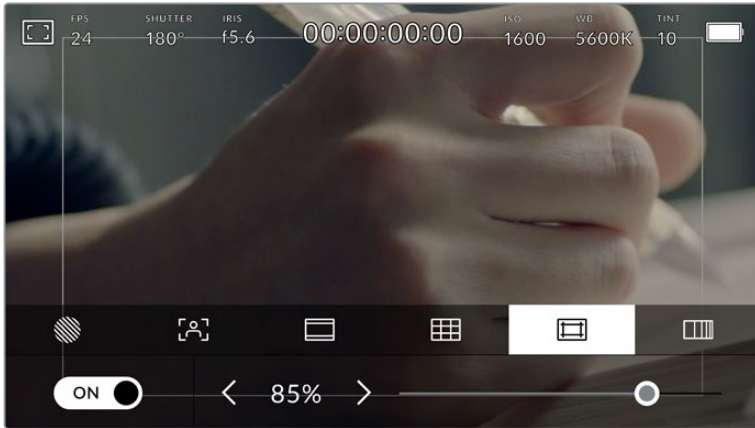 FPS SHUTTER IRIS ISO WB TINT
24 180° f5.6 00:00:00:00 1600 5600K 10
ON 85%